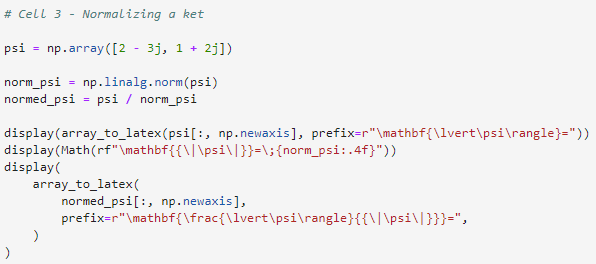 # Cell 3 - Normalizing a ket
psi = np.array([2 - 3j, 1 + 2j])
norm_psi = np.linalg.norm(psi)
normed_psi = psi / norm_psi
display(array_to_latex(psi[:, np.newaxis], prefix=r"\mathbf{\lvert\psi\rangle}="))
display(Math(rf"\mathbf{{\|\psi\|}}=\;{norm_psi:.4f}"))
display(
    array_to_latex(
        normed_psi[:, np.newaxis],
        prefix=r"\mathbf{\frac{\lvert\psi\rangle}{{\|\psi\|}}}=",
    )
)